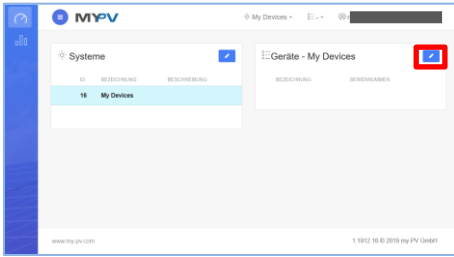 MYPV
My Devices
Systeme
Geräte - My Devices
ID BEZEICHNUNG BESCHREIBUNG
BEZEICHNUNG SERIENNUMMER
16 My Devices
www.my-pv.com
1.1912.16 © 2019 my-PV GmbH